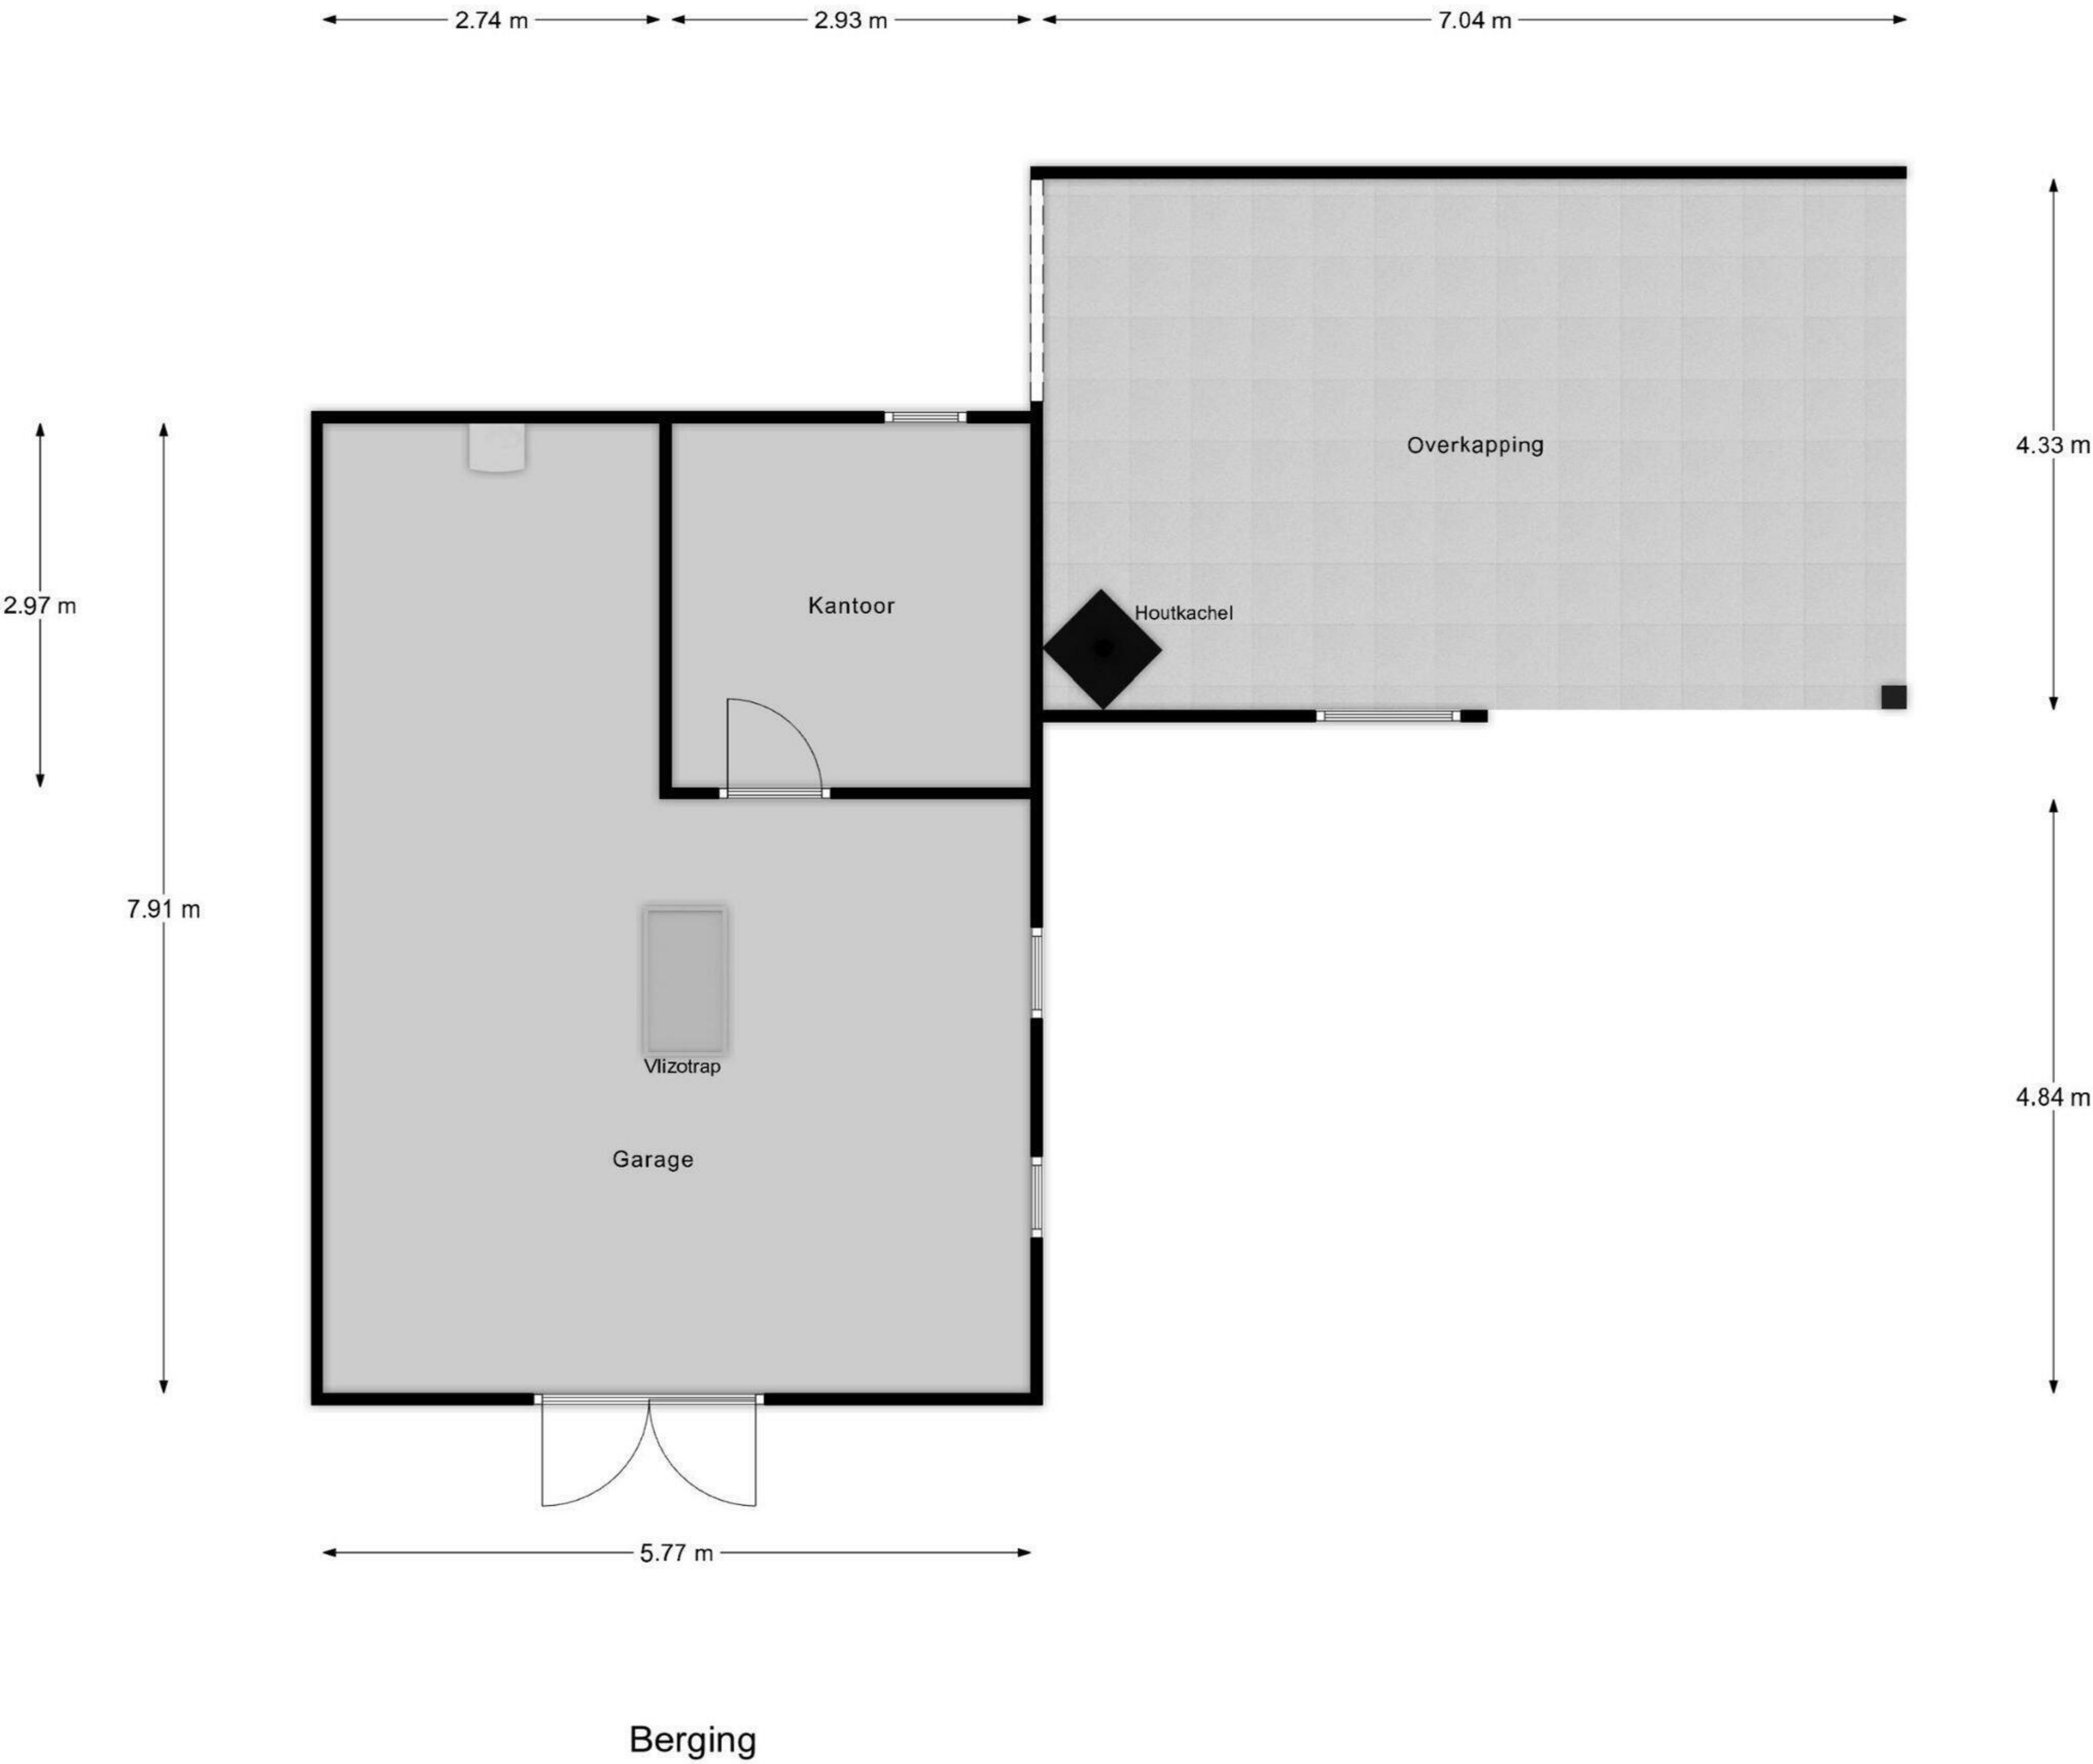 2.74 m
2.93 m
7.04 m
Overkapping
4.33 m
2.97 m
Kantoor
Houtkachel
7.91 m
Vlizotrap
4.84 m
Garage
5.77 m
Berging